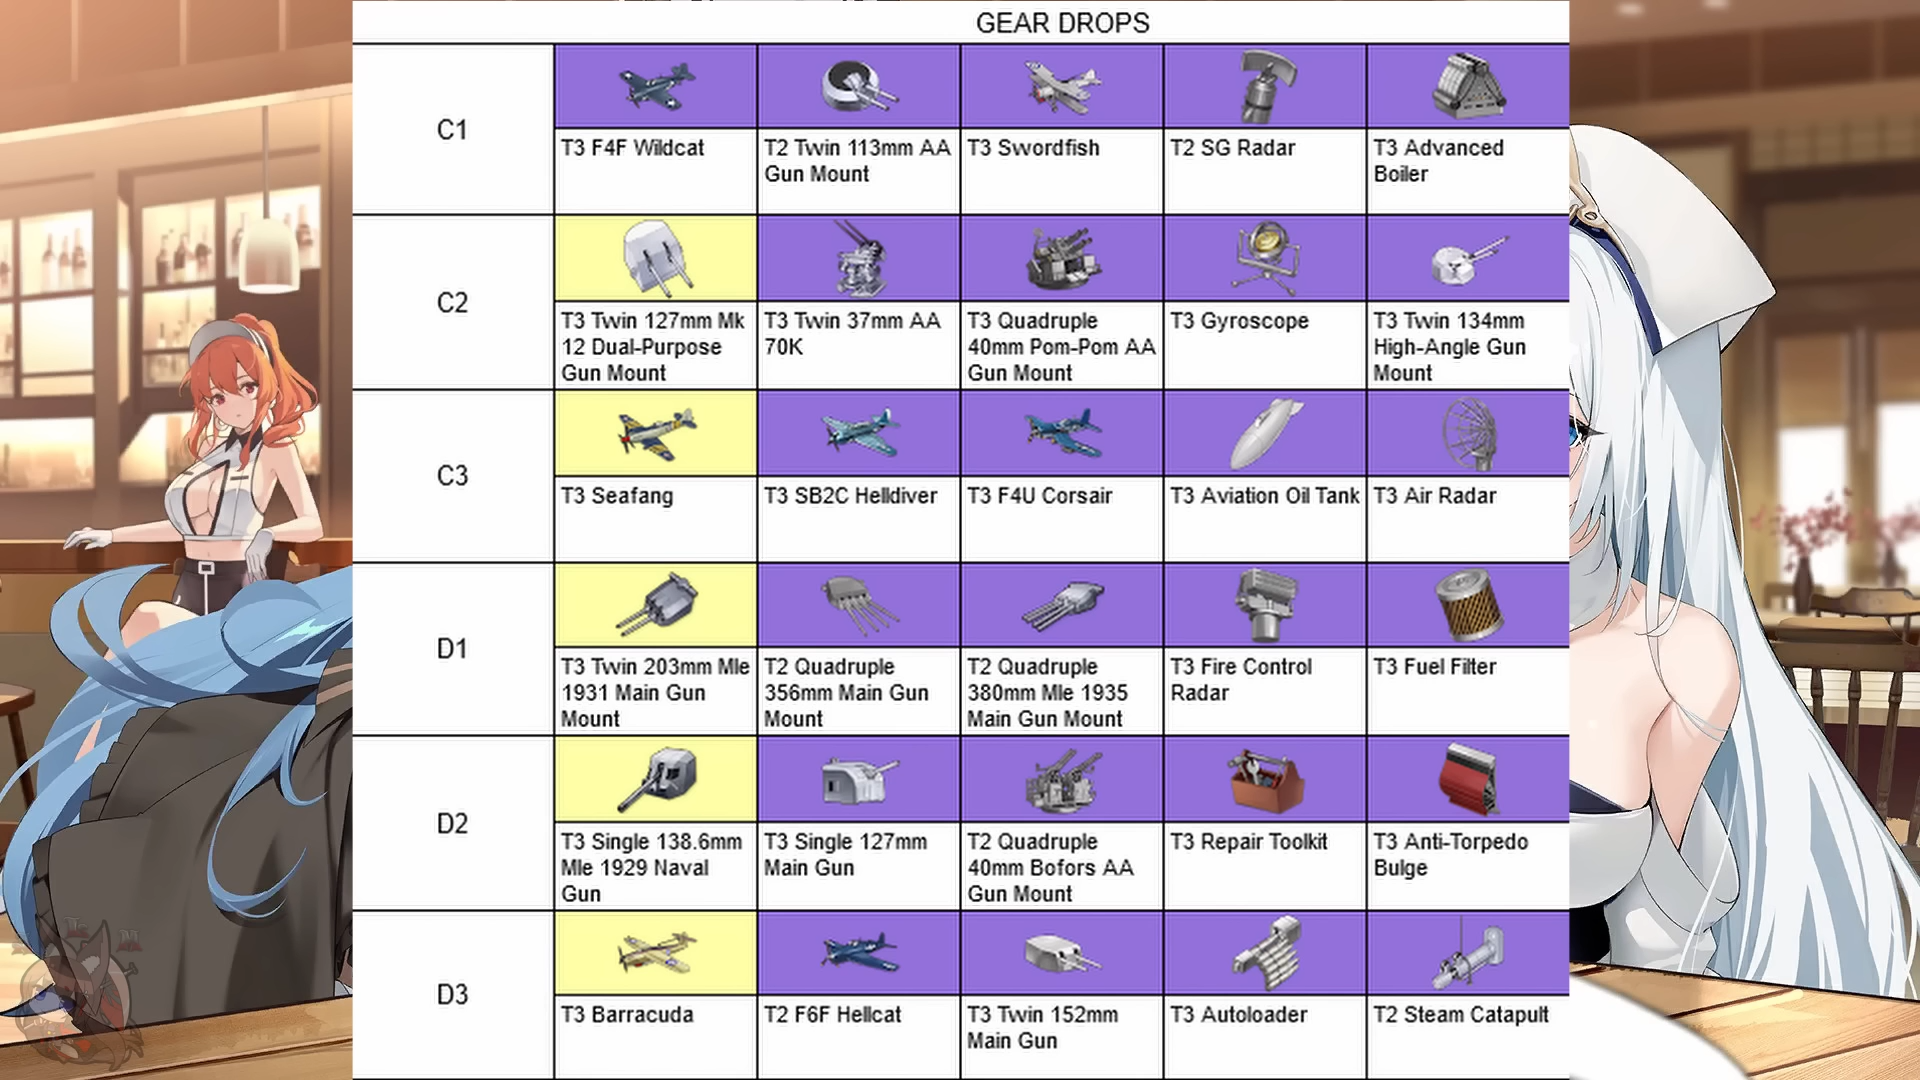 GEAR DROPS
C1
T3 F4F Wildcat
T2 Twin 113mm AA
Gun Mount
T3 Swordfish
T2 SG Radar
T3 Advanced
Boiler
C2
T3 Twin 127mm Mk
12 Dual-Purpose
Gun Mount
T3 Twin 37mm AA
70K
T3 Quadruple
40mm Pom-Pom AA
Gun Mount
T3 Gyroscope
T3 Twin 134mm
High-Angle Gun
Mount
C3
T3 Seafang
T3 SB2C Helldiver
T3 F4U Corsair
T3 Aviation Oil Tank
T3 Air Radar
D1
T3 Twin 203mm Mle
1931 Main Gun
Mount
T2 Quadruple
356mm Main Gun
Mount
T2 Quadruple
380mm Mle 1935
Main Gun Mount
T3 Fire Control
Radar
T3 Fuel Filter
D2
T3 Single 138.6mm
Mle 1929 Naval
Gun
T3 Single 127mm
Main Gun
T2 Quadruple
40mm Bofors AA
Gun Mount
T3 Repair Toolkit
T3 Anti-Torpedo
Bulge
D3
T3 Barracuda
T2 F6F Hellcat
T3 Twin 152mm
Main Gun
T3 Autoloader
T2 Steam Catapult